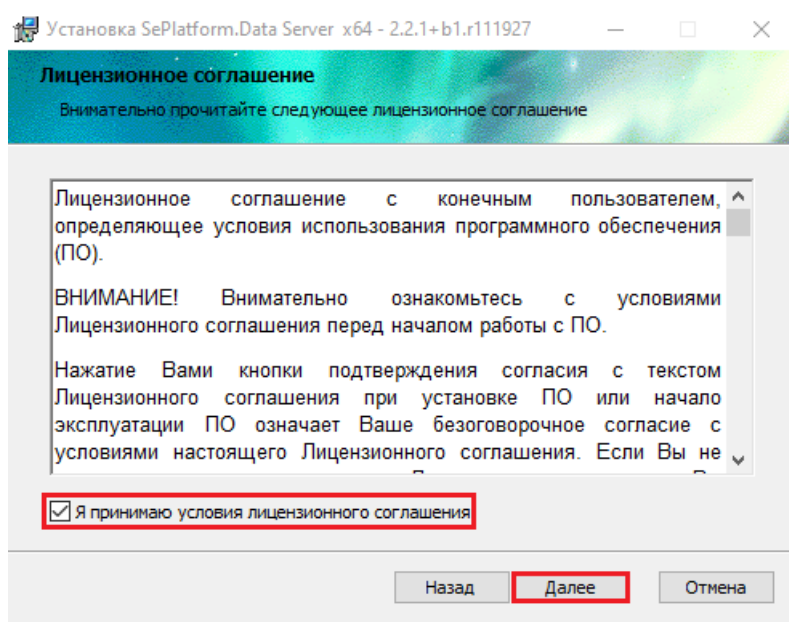 Установка SePlatform.Data Server x64 - 2.2.1+b1.r111927
Лицензионное соглашение
Внимательно прочитайте следующее лицензионное соглашение
Лицензионное соглашение с конечным пользователем,
определяющее условия использования программного обеспечения
(ПО).
ВНИМАНИЕ! Внимательно ознакомьтесь с условиями
Лицензионного соглашения перед началом работы с ПО.
Нажатие Вами кнопки подтверждения согласия с текстом
Лицензионного соглашения при установке ПО или начало
эксплуатации ПО означает Ваше безоговорочное согласие с
условиями настоящего Лицензионного соглашения. Если Вы не
Я принимаю условия лицензионного соглашения
Назад
Далее
Отмена